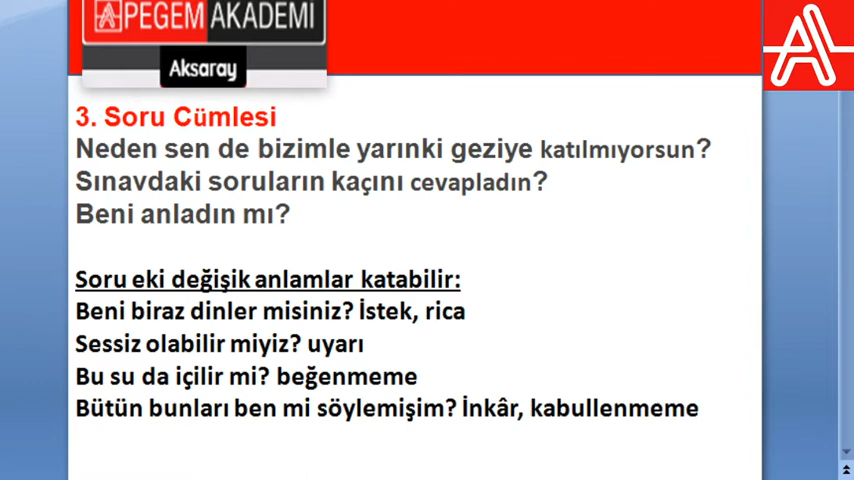 PEGEM AKADEMİ
Aksaray
3. Soru Cümlesi
Neden sen de bizimle yarınki geziye katılmıyorsun?
Sınavdaki soruların kaçını cevapladın?
Beni anladın mı?
Soru eki değişik anlamlar katabilir:
Beni biraz dinler misiniz? İstek, rica
Sessiz olabilir miyiz? uyarı
Bu su da içilir mi? beğenmeme
Bütün bunları ben mi söylemişim? İnkâr, kabullenmeme